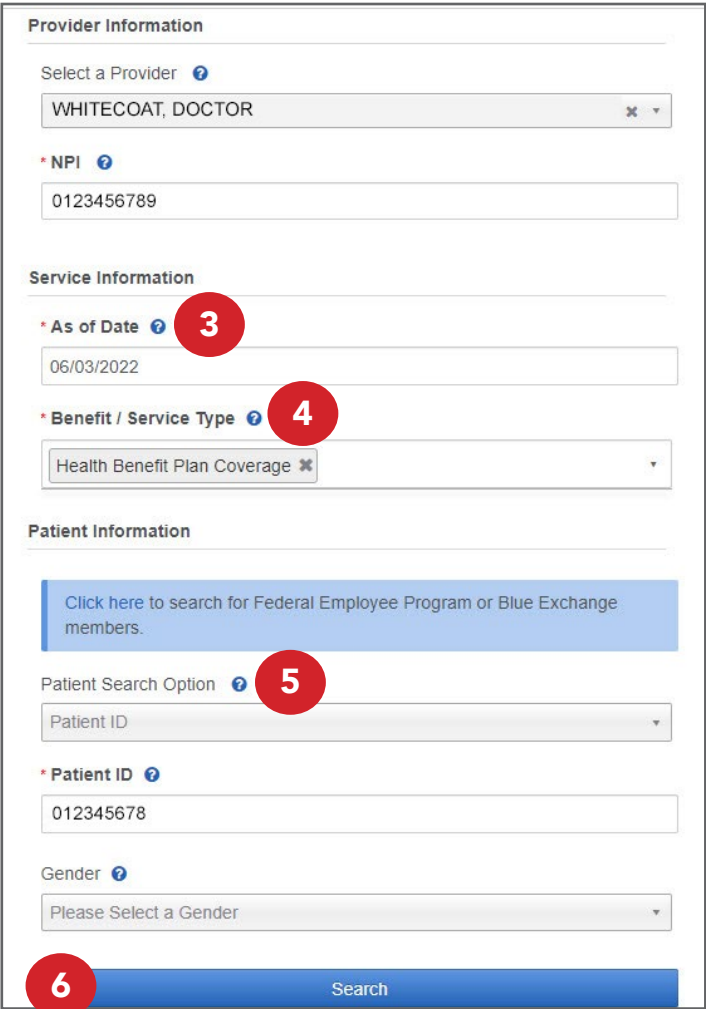 Provider Information
Select a Provider ?
WHITECOAT, DOCTOR
* NPI ?
0123456789
Service Information
* As of Date ? 3
06/03/2022
* Benefit / Service Type ? 4
Health Benefit Plan Coverage
Patient Information
Click here to search for Federal Employee Program or Blue Exchange
members.
Patient Search Option ? 5
Patient ID
* Patient ID ?
012345678
Gender ?
Please Select a Gender
6 Search